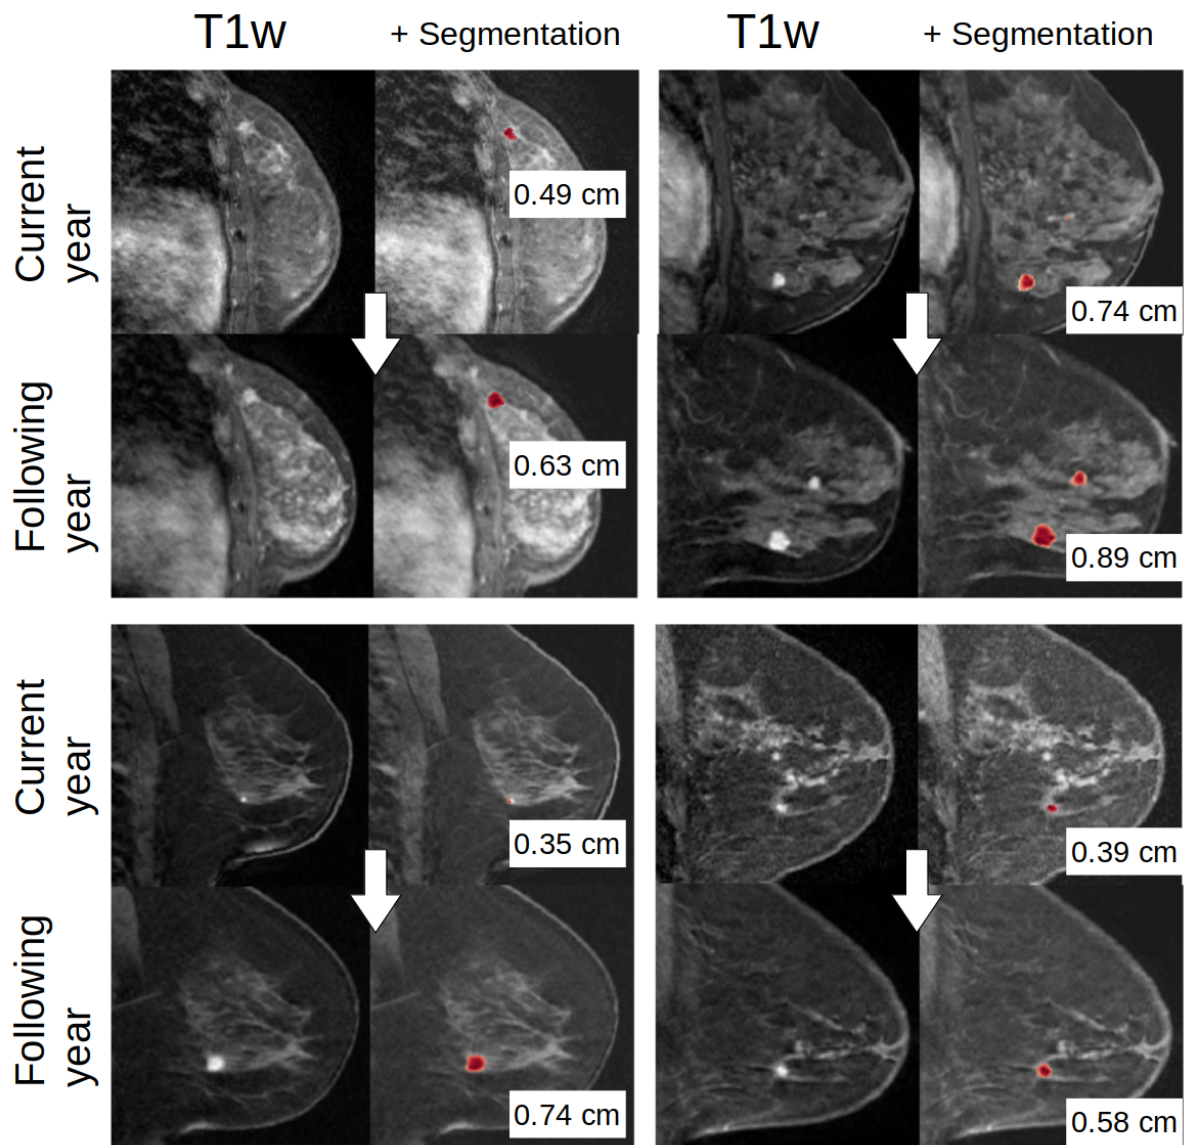 T1w
+ Segmentation
T1w
+ Segmentation
Current
year
0.49 cm
0.74 cm
Following
year
0.63 cm
0.89 cm
Current
year
0.35 cm
0.39 cm
Following
year
0.74 cm
0.58 cm